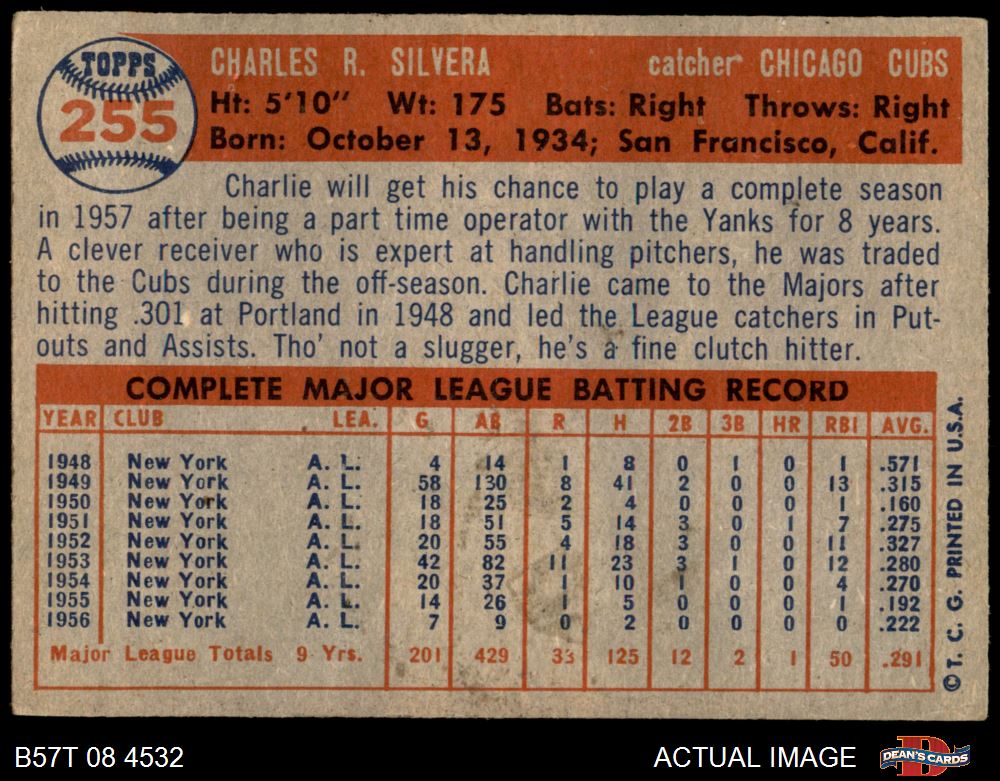 TOPPS
255
CHARLES R. SILVERA catcher CHICAGO CUBS
Ht: 5'10" Wt: 175 Bats: Right Throws: Right
Born: October 13, 1934; San Francisco, Calif.
Charlie will get his chance to play a complete season
in 1957 after being a part time operator with the Yanks for 8 years.
A clever receiver who is expert at handling pitchers, he was traded
to the Cubs during the off-season. Charlie came to the Majors after
hitting .301 at Portland in 1948 and led the League catchers in Put-
outs and Assists. Tho' not a slugger, he's a fine clutch hitter.
COMPLETE MAJOR LEAGUE BATTING RECORD
YEAR CLUB LEA. G AB R H 2B 3B HR RBI AVG.
1948 New York A. L. 4 14 1 8 0 1 0 1 .571
1949 New York A. L. 58 130 8 41 2 0 0 13 .315
1950 New York A. L. 18 25 2 4 0 0 0 1 .160
1951 New York A. L. 18 51 5 14 3 0 1 7 .275
1952 New York A. L. 20 55 4 18 3 0 0 11 .327
1953 New York A. L. 42 82 11 23 3 1 0 12 .280
1954 New York A. L. 20 37 1 10 1 0 0 4 .270
1955 New York A. L. 14 26 1 5 0 0 0 1 .192
1956 New York A. L. 7 9 0 2 0 0 0 0 .222
Major League Totals 9 Yrs. 201 429 33 125 12 2 1 50 .291
©T. C. G. PRINTED IN U.S.A.
B57T 08 4532 ACTUAL IMAGE DEAN'S CARDS